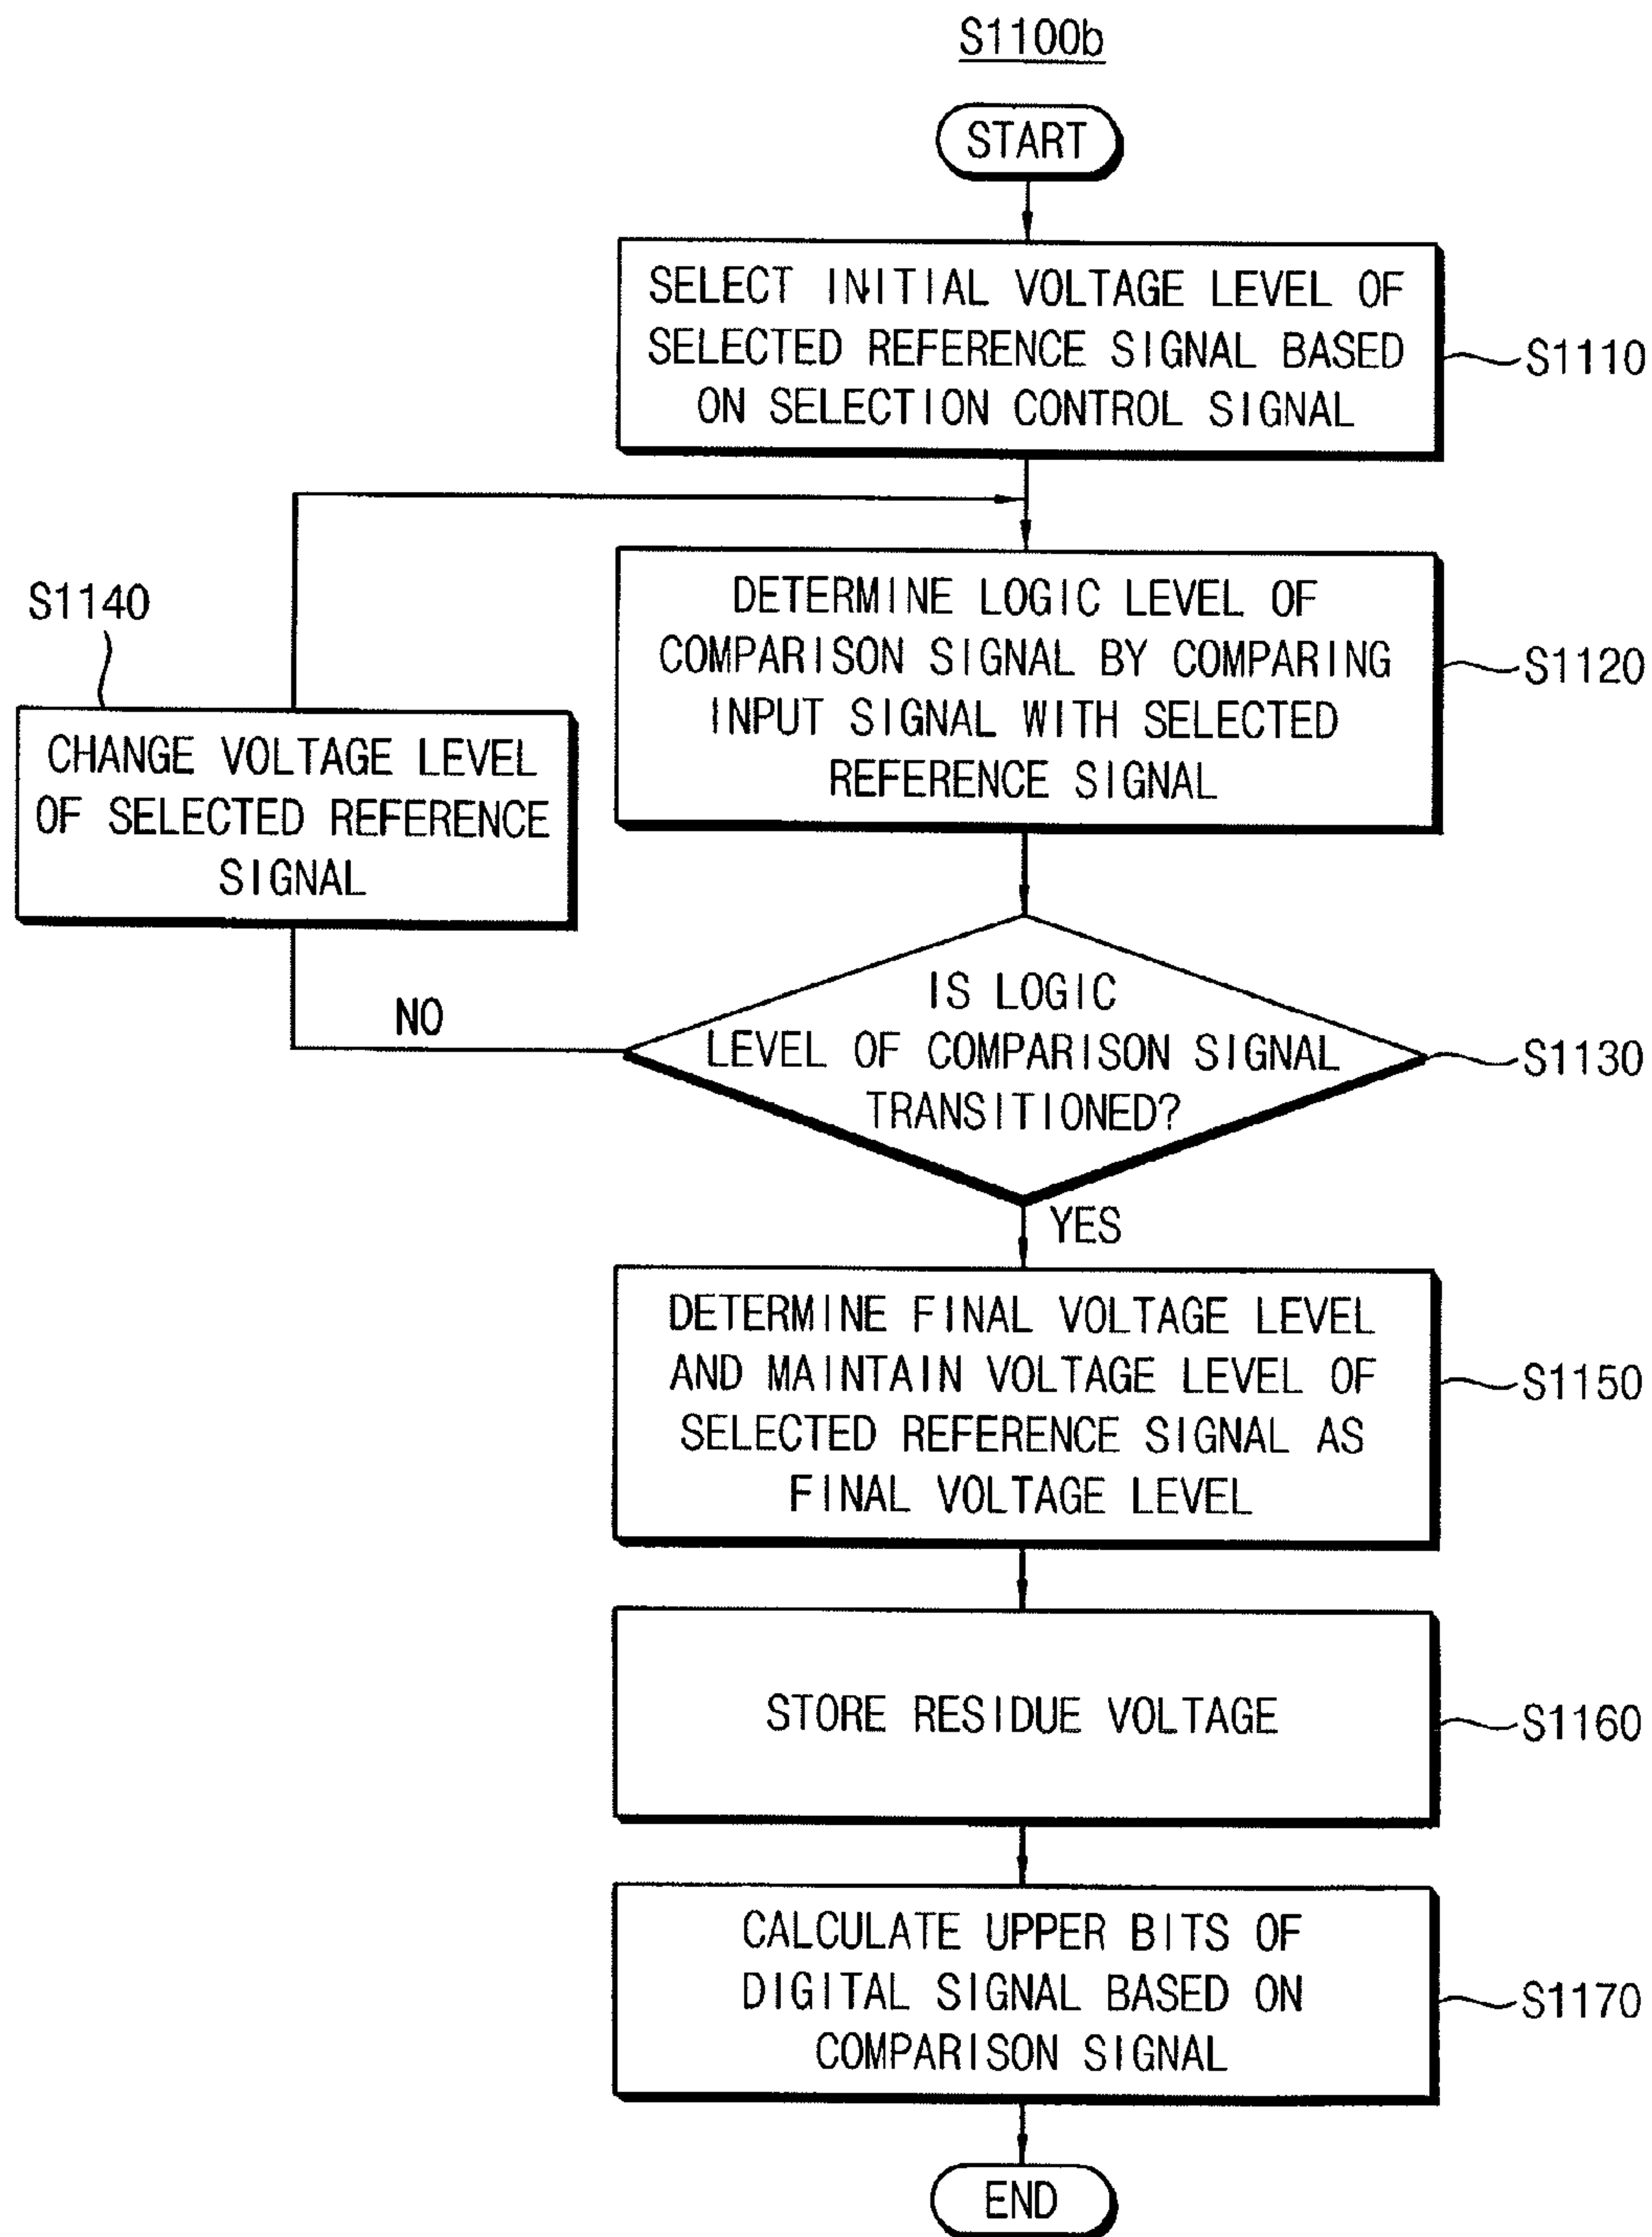 S1100b
START
SELECT INITIAL VOLTAGE LEVEL OF
SELECTED REFERENCE SIGNAL BASED
ON SELECTION CONTROL SIGNAL
S1110
DETERMINE LOGIC LEVEL OF
COMPARISON SIGNAL BY COMPARING
INPUT SIGNAL WITH SELECTED
REFERENCE SIGNAL
S1120
S1140
CHANGE VOLTAGE LEVEL
OF SELECTED REFERENCE
SIGNAL
NO
IS LOGIC
LEVEL OF COMPARISON SIGNAL
TRANSITIONED?
S1130
YES
DETERMINE FINAL VOLTAGE LEVEL
AND MAINTAIN VOLTAGE LEVEL OF
SELECTED REFERENCE SIGNAL AS
FINAL VOLTAGE LEVEL
S1150
STORE RESIDUE VOLTAGE
S1160
CALCULATE UPPER BITS OF
DIGITAL SIGNAL BASED ON
COMPARISON SIGNAL
S1170
END